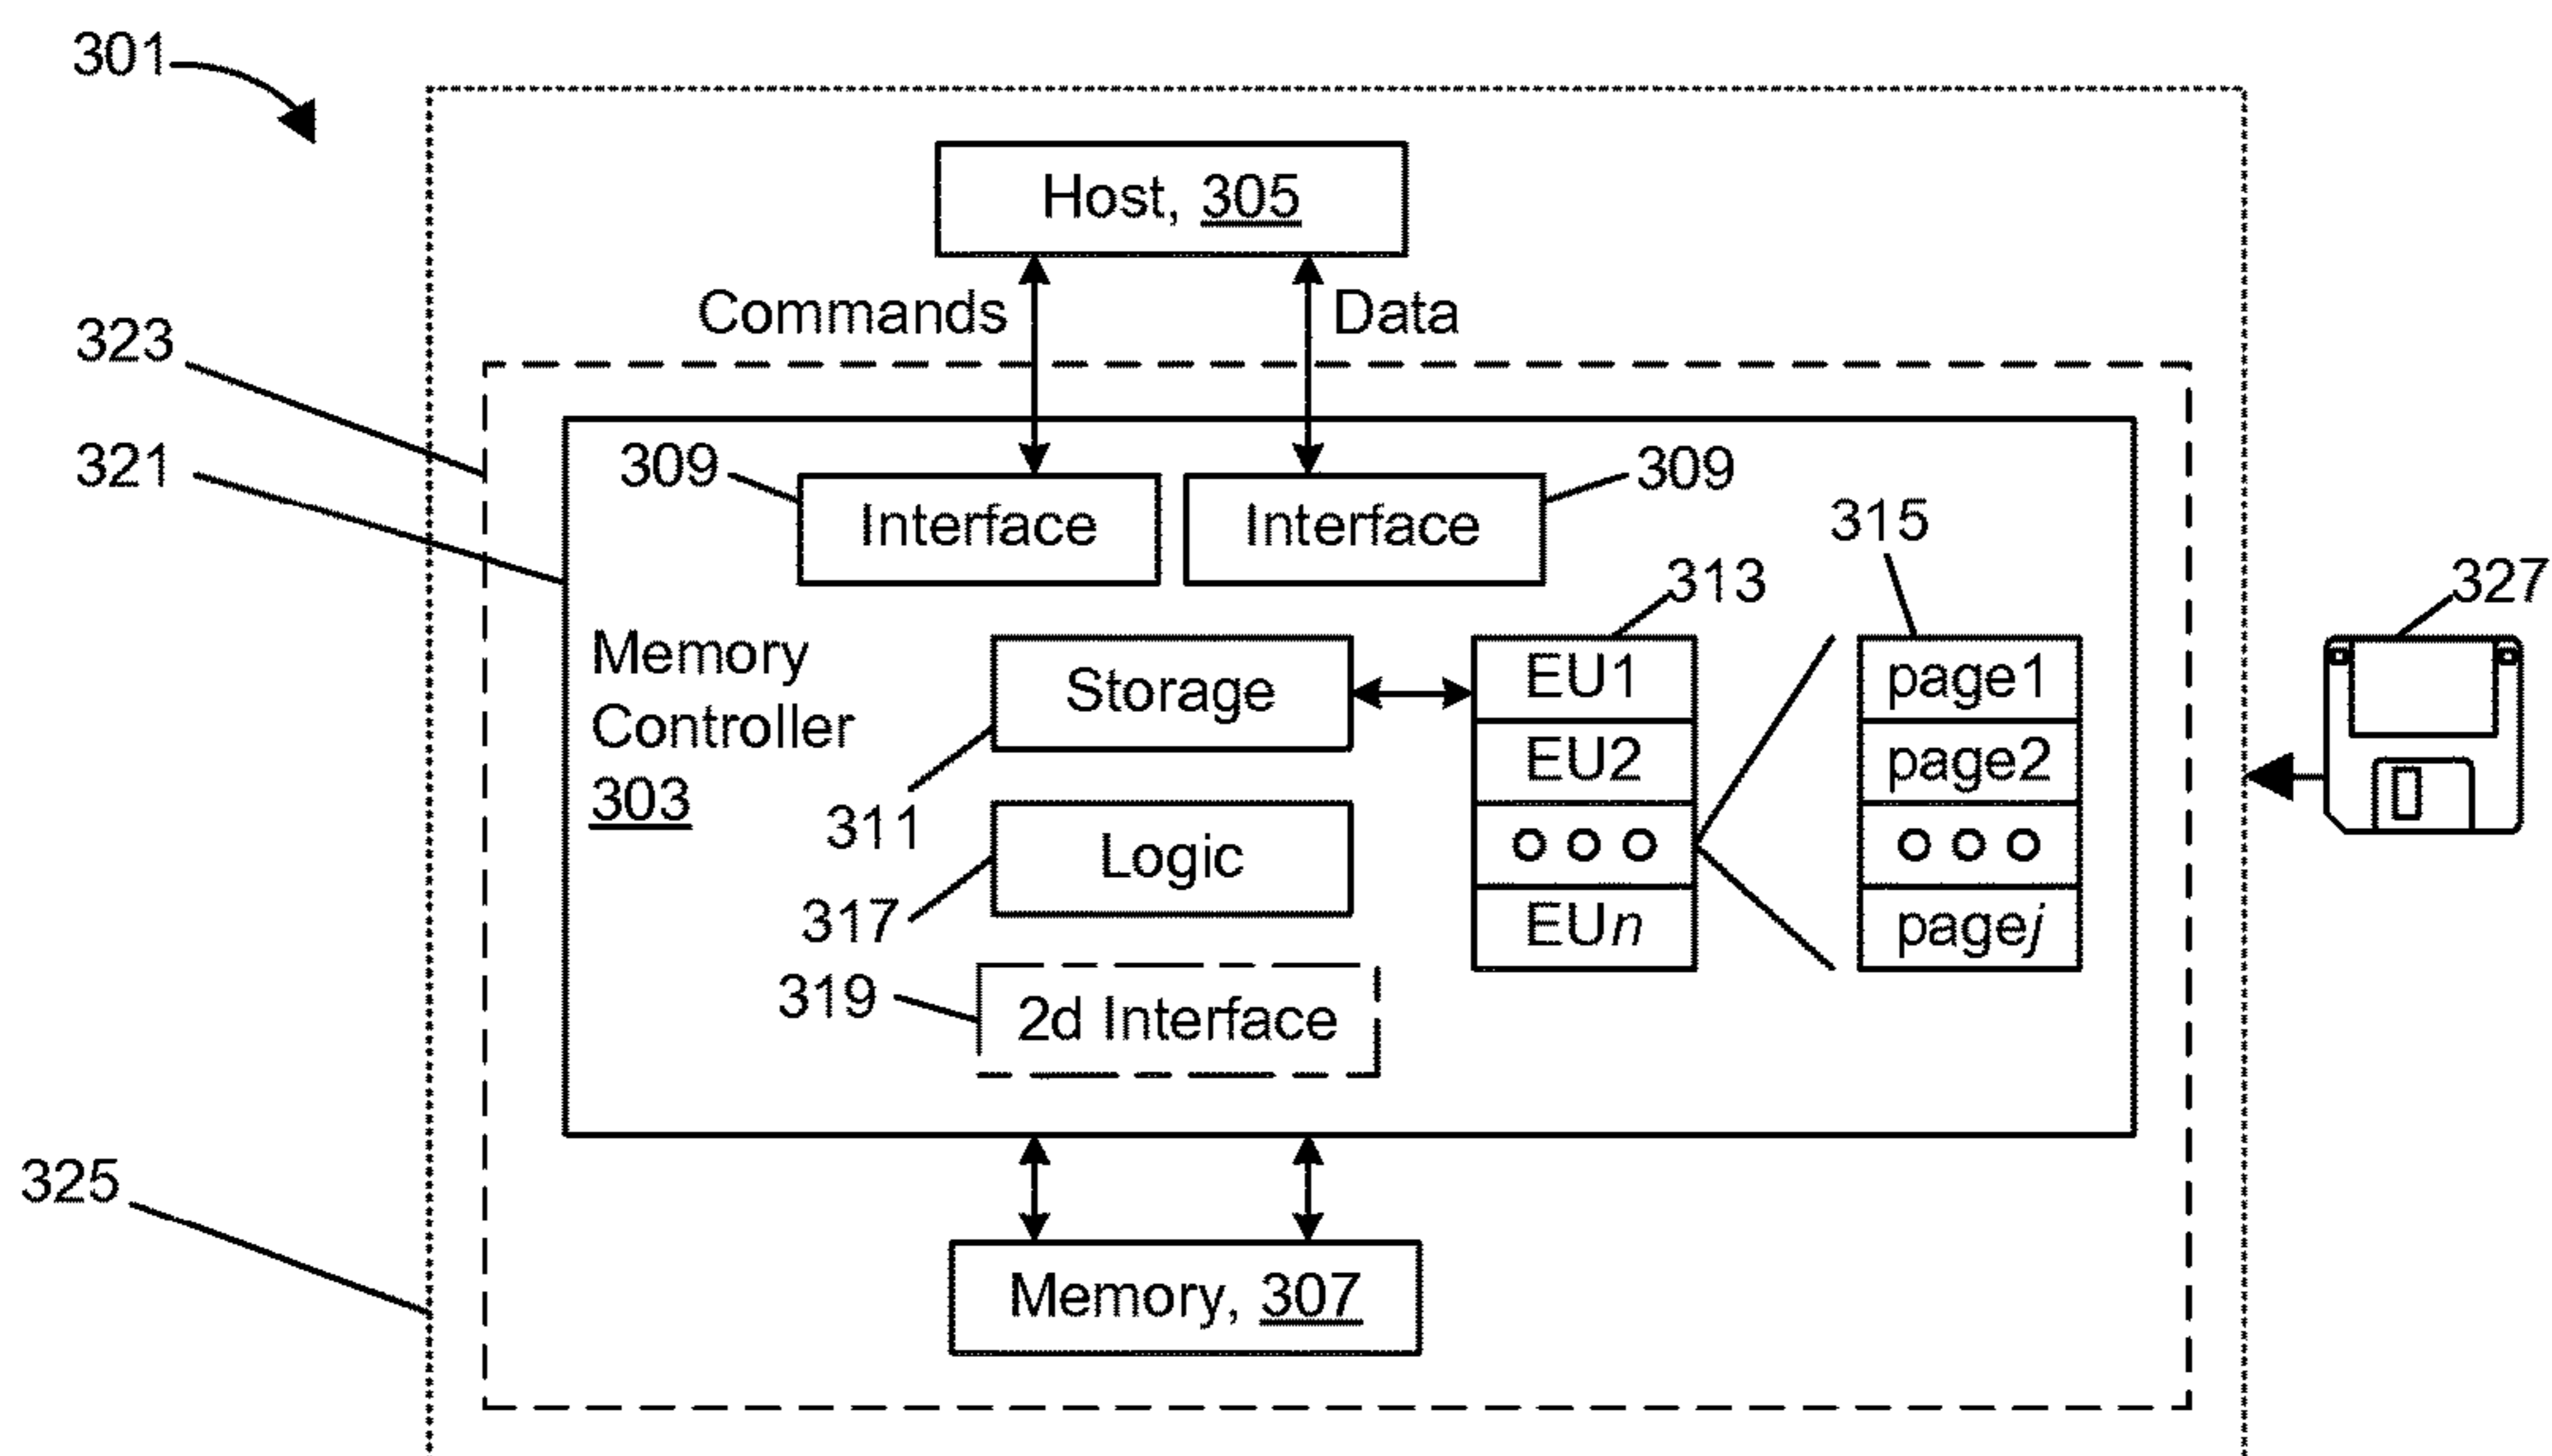 301
Host, 305
Commands
Data
323
321
309
Interface
Interface
309
315
313
327
Memory
Controller
303
Storage
311
EU1
EU2
EUn
page1
page2
pagej
Logic
317
319
2d Interface
325
Memory, 307